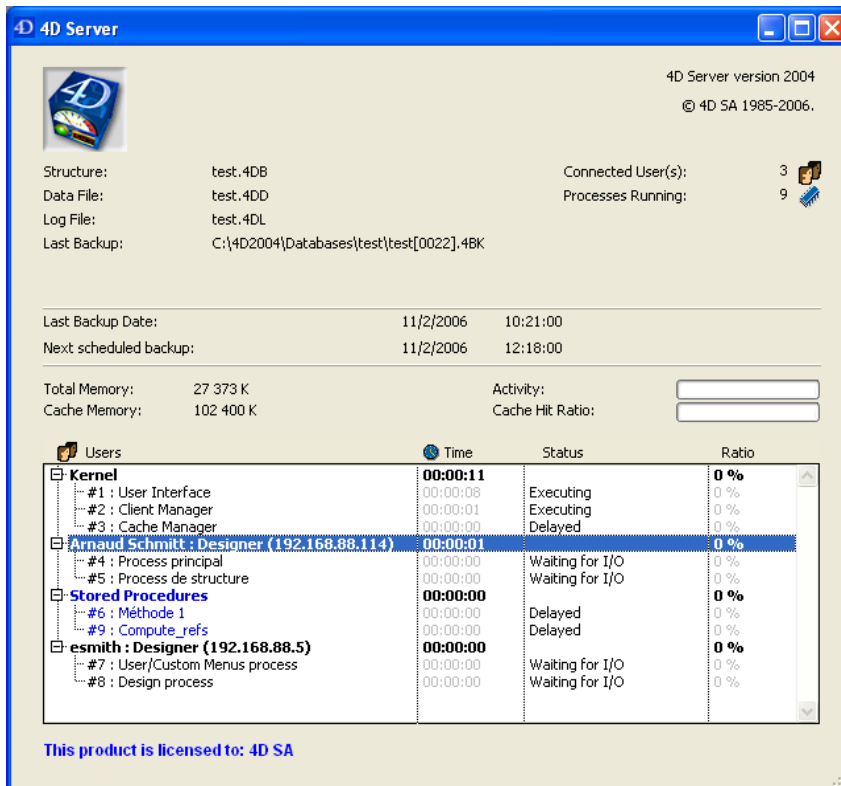 4D Server
4D Server version 2004
© 4D SA 1985-2006.
Structure: test.4DB Connected User(s): 3
Data File: test.4DD Processes Running: 9
Log File: test.4DL
Last Backup: C:\4D2004\Databases\test\test[0022].4BK
Last Backup Date: 11/2/2006 10:21:00
Next scheduled backup: 11/2/2006 12:18:00
Total Memory: 27 373 K Activity:
Cache Memory: 102 400 K Cache Hit Ratio:
Users Time Status Ratio
Kernel 00:00:11 0 %
#1 : User Interface 00:00:08 Executing 0 %
#2 : Client Manager 00:00:01 Executing 0 %
#3 : Cache Manager 00:00:00 Delayed 0 %
Arnaud Schmitt : Designer (192.168.88.114) 00:00:01 0 %
#4 : Process principal 00:00:00 Waiting for I/O 0 %
#5 : Process de structure 00:00:00 Waiting for I/O 0 %
Stored Procedures 00:00:00 0 %
#6 : Méthode 1 00:00:00 Delayed 0 %
#9 : Compute_refs 00:00:00 Delayed 0 %
esmith : Designer (192.168.88.5) 00:00:00 0 %
#7 : User/Custom Menus process 00:00:00 Waiting for I/O 0 %
#8 : Design process 00:00:00 Waiting for I/O 0 %
This product is licensed to: 4D SA